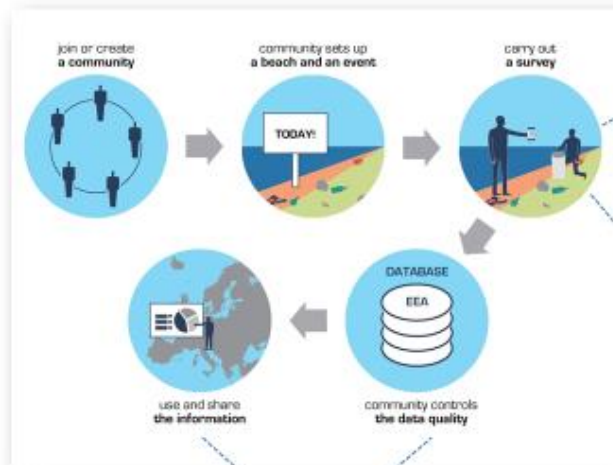 join or create
a community
community sets up
a beach and an event
carry out
a survey
TODAY!
DATABASE
EEA
use and share
the information
community controls
the data quality